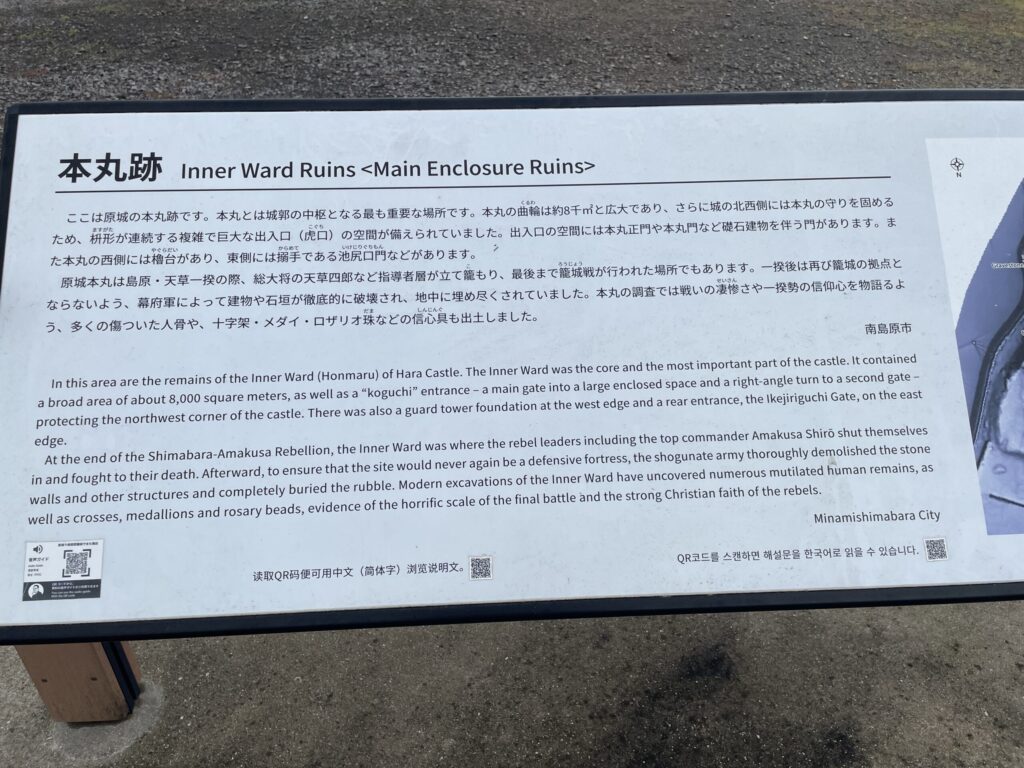 本丸跡 Inner Ward Ruins <Main Enclosure Ruins>
ここは原城の本丸跡です。本丸とは城郭の中枢となる最も重要な場所です。本丸の曲輪は約8千㎡と広大であり、さらに城の北西側には本丸の守りを固める
ため、枡形が連続する複雑で巨大な出入口（虎口）の空間が備えられていました。出入口の空間には本丸正門や本丸門など礎石建物を伴う門があります。ま
た本丸の西側には櫓台があり、東側には搦手である池尻口門などがあります。
原城本丸は島原・天草一揆の際、総大将の天草四郎など指導者層が立て籠もり、最後まで籠城戦が行われた場所でもあります。一揆後は再び籠城の拠点と
ならないよう、幕府軍によって建物や石垣が徹底的に破壊され、地中に埋め尽くされていました。本丸の調査では戦いの凄惨さや一揆勢の信仰心を物語るよ
う、多くの傷ついた人骨や、十字架・メダイ・ロザリオ珠などの信心具も出土しました。
南島原市
In this area are the remains of the Inner Ward (Honmaru) of Hara Castle. The Inner Ward was the core and the most important part of the castle. It contained
a broad area of about 8,000 square meters, as well as a “koguchi” entrance – a main gate into a large enclosed space and a right-angle turn to a second gate –
protecting the northwest corner of the castle. There was also a guard tower foundation at the west edge and a rear entrance, the Ikejiriguchi Gate, on the east
edge.
At the end of the Shimabara-Amakusa Rebellion, the Inner Ward was where the rebel leaders including the top commander Amakusa Shirō shut themselves
in and fought to their death. Afterward, to ensure that the site would never again be a defensive fortress, the shogunate army thoroughly demolished the stone
walls and other structures and completely buried the rubble. Modern excavations of the Inner Ward have uncovered numerous mutilated human remains, as
well as crosses, medallions and rosary beads, evidence of the horrific scale of the final battle and the strong Christian faith of the rebels.
Minamishimabara City
音声ガイド
读取QR码便可用中文（简体字）浏览说明文。
QR코드를 스캔하면 해설문을 한국어로 읽을 수 있습니다.
N